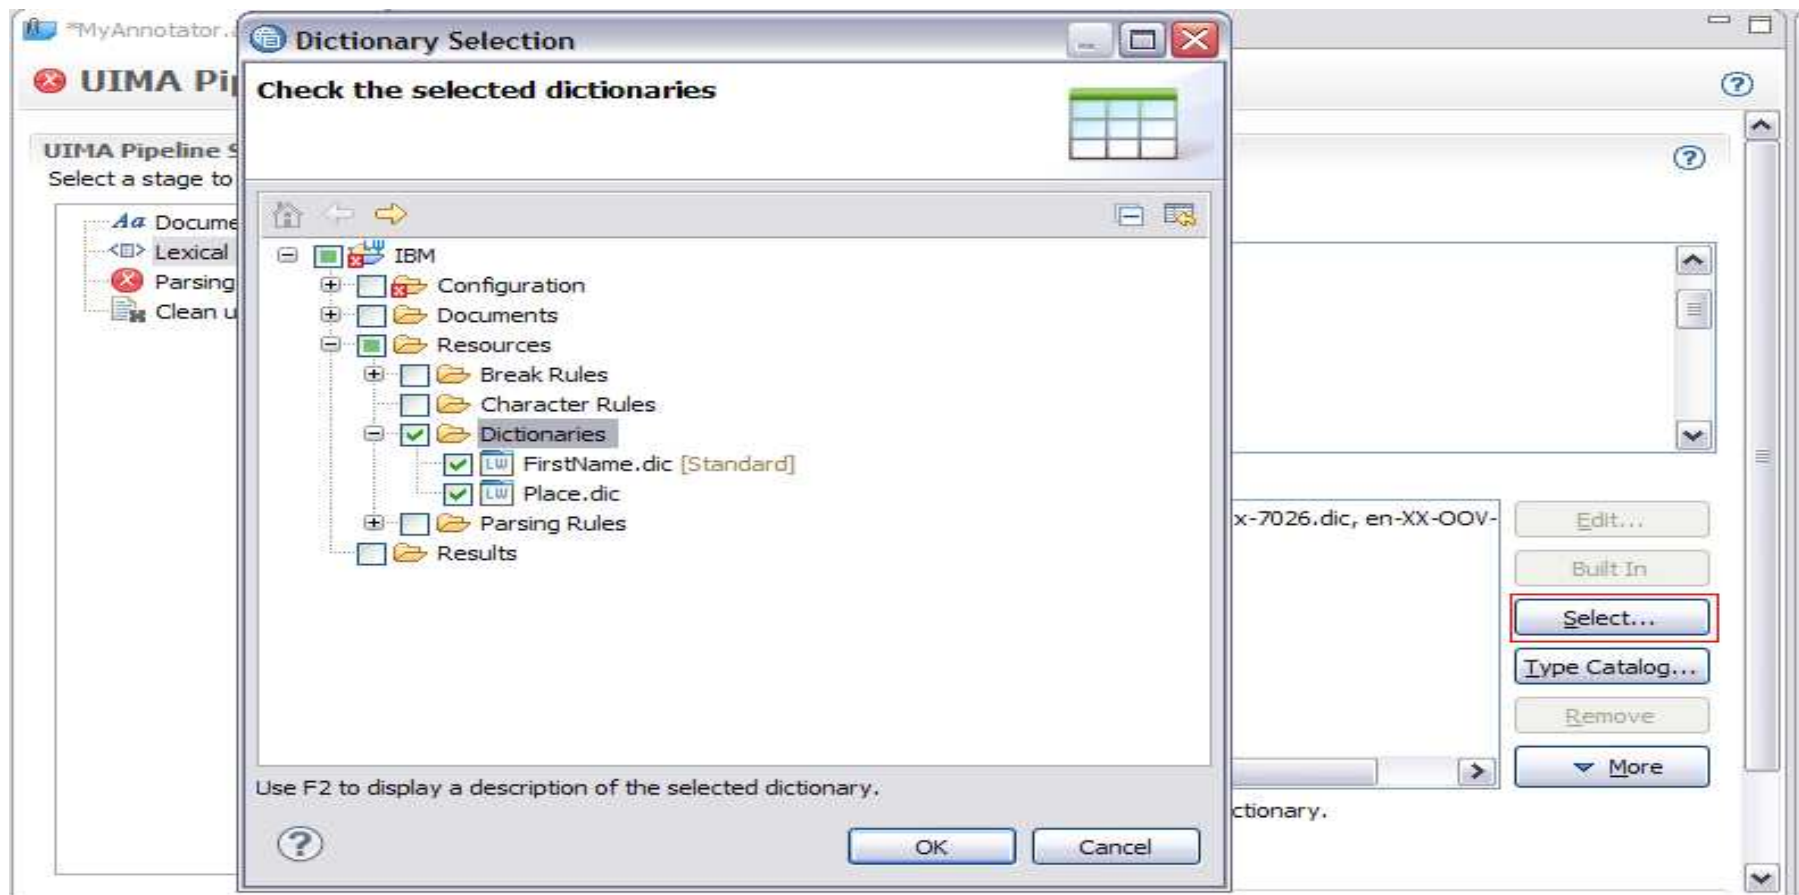 *MyAnnotator.
Dictionary Selection
UIMA Pi
Check the selected dictionaries
UIMA Pipeline S
Select a stage to
Aa Docume
Lexical
Parsing
Clean u
IBM
Configuration
Documents
Resources
Break Rules
Character Rules
Dictionaries
LW FirstName.dic [Standard]
LW Place.dic
Parsing Rules
Results
x-7026.dic, en-XX-OOV-
Edit...
Built In
Select...
Type Catalog...
Remove
More
Use F2 to display a description of the selected dictionary.
ctionary.
OK
Cancel